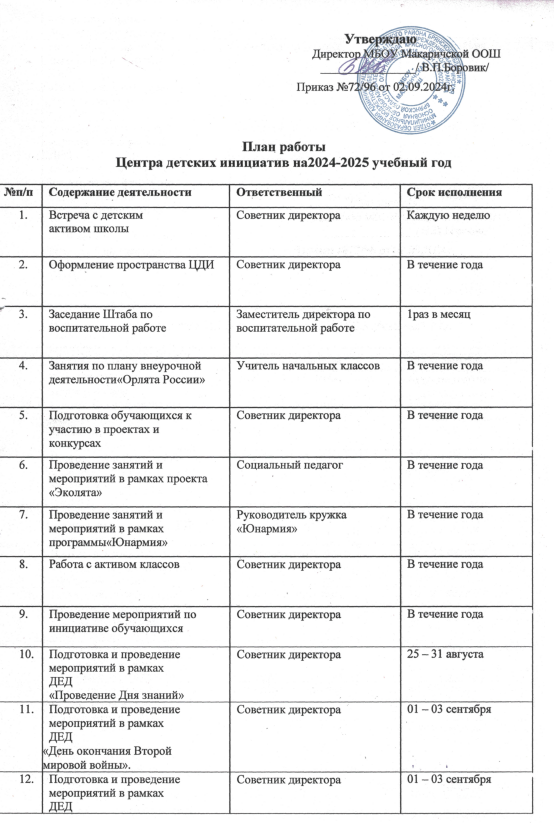 Утверждаю
Директор МБОУ Макаричской ООШ
В.П.Боровик/
Приказ №72/96 от 02.09.2024г.
План работы
Центра детских инициатив на2024-2025 учебный год
№п/п Содержание деятельности Ответственный Срок исполнения
1. Встреча с детским Советник директора Каждую неделю
активом школы
2. Оформление пространства ЦДИ Советник директора В течение года
3. Заседание Штаба по Заместитель директора по 1раз в месяц
воспитательной работе воспитательной работе
4. Занятия по плану внеурочной Учитель начальных классов В течение года
деятельности«Орлята России»
5. Подготовка обучающихся к Советник директора В течение года
участию в проектах и
конкурсах
6. Проведение занятий и Социальный педагог В течение года
мероприятий в рамках проекта
«Эколята»
7. Проведение занятий и Руководитель кружка В течение года
мероприятий в рамках «Юнармия»
программы«Юнармия»
8. Работа с активом классов Советник директора В течение года
9. Проведение мероприятий по Советник директора В течение года
инициативе обучающихся
10. Подготовка и проведение Советник директора 25 – 31 августа
мероприятий в рамках
ДЕД
«Проведение Дня знаний»
11. Подготовка и проведение Советник директора 01 – 03 сентября
мероприятий в рамках
ДЕД
«День окончания Второй
мировой войны».
12. Подготовка и проведение Советник директора 01 – 03 сентября
мероприятий в рамках
ДЕД